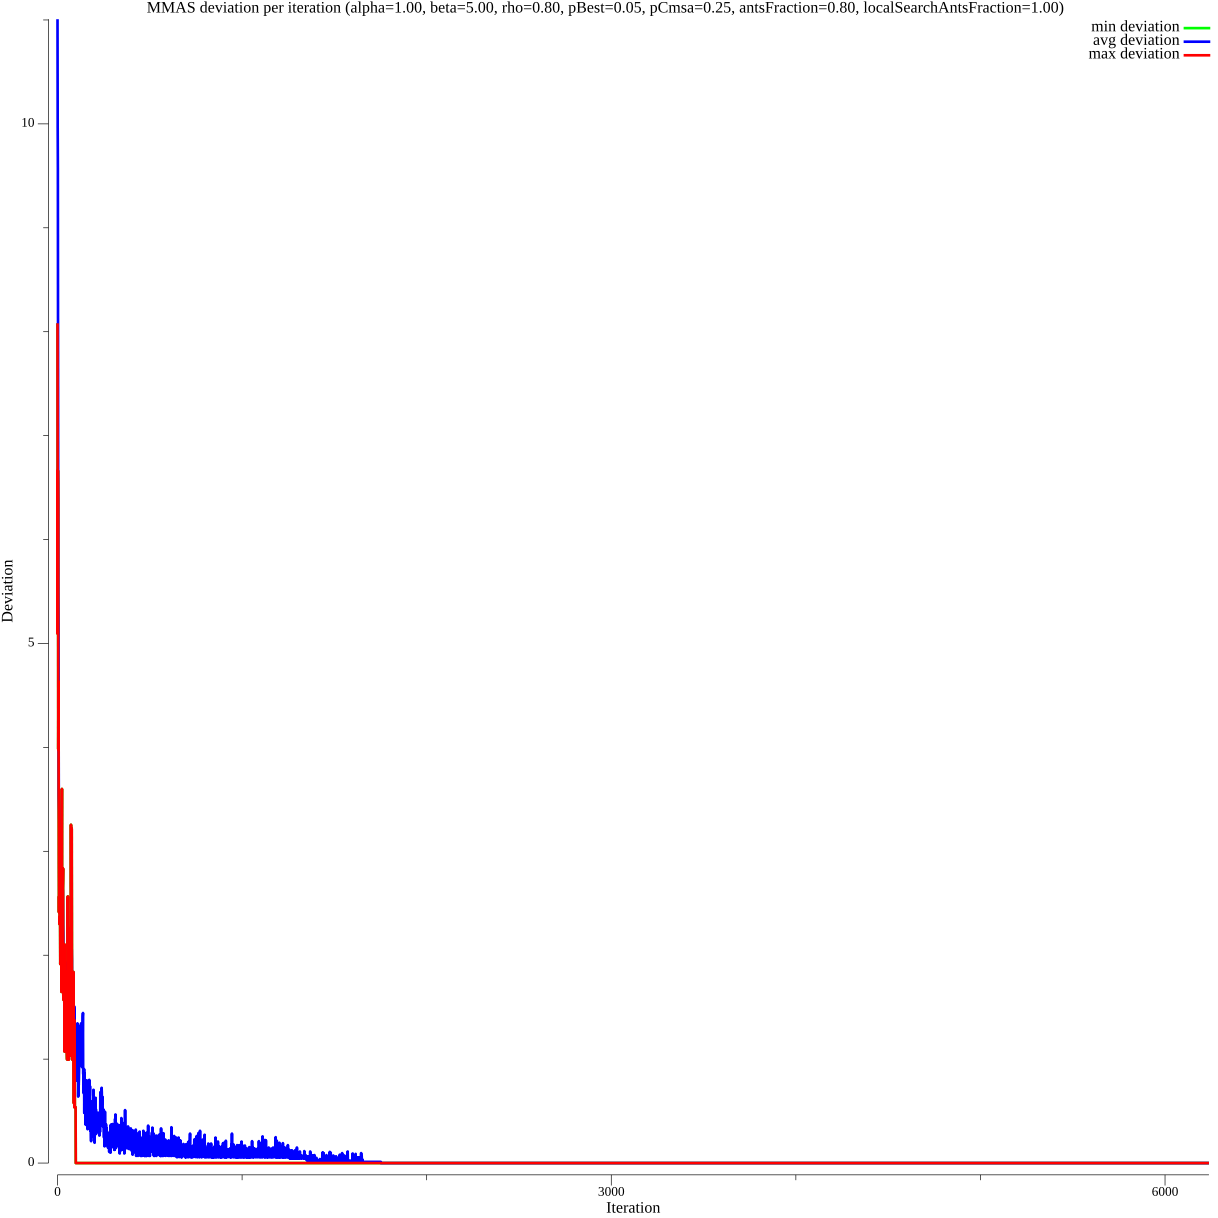 MMAS deviation per iteration (alpha=1.00, beta=5.00, rho=0.80, pBest=0.05, pCmsa=0.25, antsFraction=0.80, localSearchAntsFraction=1.00)
min deviation
avg deviation
max deviation
10
5
0
Deviation
0 3000 6000
Iteration